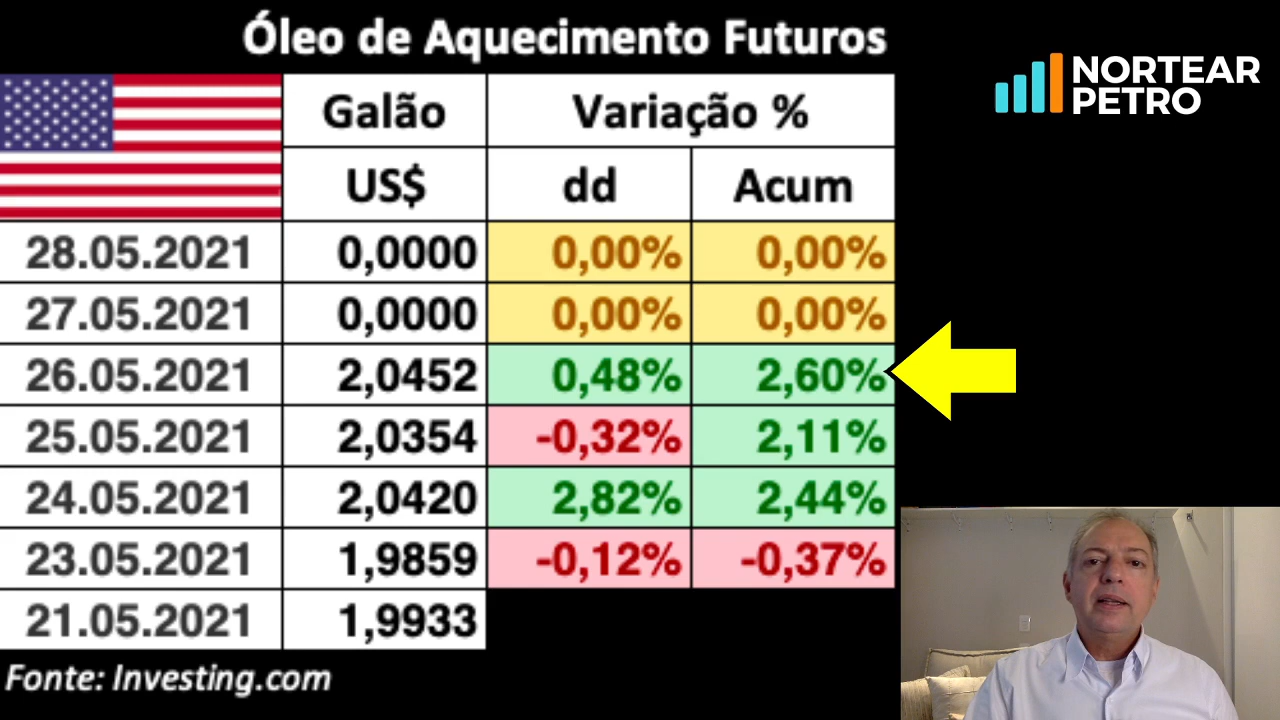 Óleo de Aquecimento Futuros
NORTEAR
PETRO
Galão Variação %
US$ dd Acum
28.05.2021 0,0000 0,00% 0,00%
27.05.2021 0,0000 0,00% 0,00%
26.05.2021 2,0452 0,48% 2,60%
25.05.2021 2,0354 -0,32% 2,11%
24.05.2021 2,0420 2,82% 2,44%
23.05.2021 1,9859 -0,12% -0,37%
21.05.2021 1,9933
Fonte: Investing.com